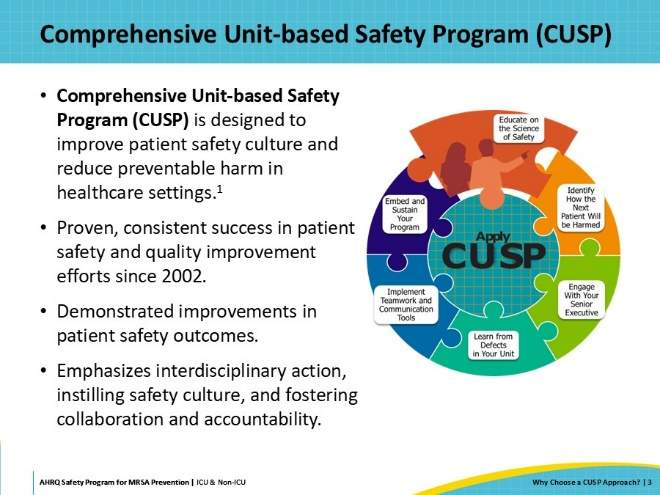 Comprehensive Unit-based Safety Program (CUSP)
• Comprehensive Unit-based Safety
Program (CUSP) is designed to
improve patient safety culture and
reduce preventable harm in
healthcare settings.¹
• Proven, consistent success in patient
safety and quality improvement
efforts since 2002.
• Demonstrated improvements in
patient safety outcomes.
• Emphasizes interdisciplinary action,
instilling safety culture, and fostering
collaboration and accountability.
Educate on
the Science
of Safety
Identify
How the
Next
Patient Will
be Harmed
Engage
With Your
Senior
Executive
Learn from
Defects
in Your Unit
Implement
Teamwork and
Communication
Tools
Embed and
Sustain
Your
Program
Apply
CUSP
AHRQ Safety Program for MRSA Prevention | ICU & Non-ICU
Why Choose a CUSP Approach? | 3